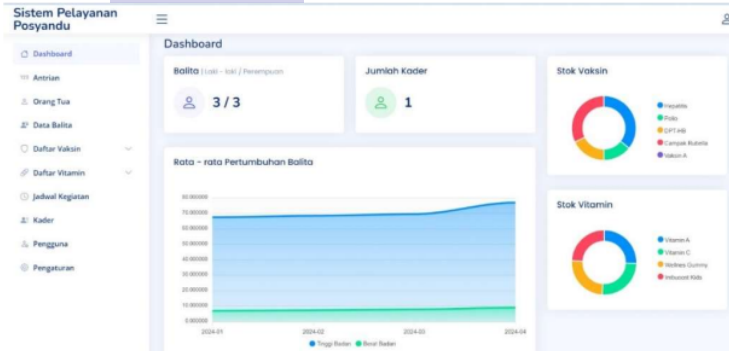 Sistem Pelayanan
Posyandu
Dashboard
Antrian
Orang Tua
Data Balita
Daftar Vaksin
Daftar Vitamin
Jadwal Kegiatan
Kader
Pengguna
Pengaturan
Dashboard
Balita | Laki - laki / Perempuan
3 / 3
Jumlah Kader
1
Rata - rata Pertumbuhan Balita
80.000000
70.000000
60.000000
50.000000
40.000000
30.000000
20.000000
10.000000
0.000000
2024-01 2024-02 2024-03 2024-04
Tinggi Badan Berat Badan
Stok Vaksin
Hepatitis
Polio
DPT-HB
Campak Rubella
Vaksin A
Stok Vitamin
Vitamin A
Vitamin C
Wellnes Gummy
Imboost Kids